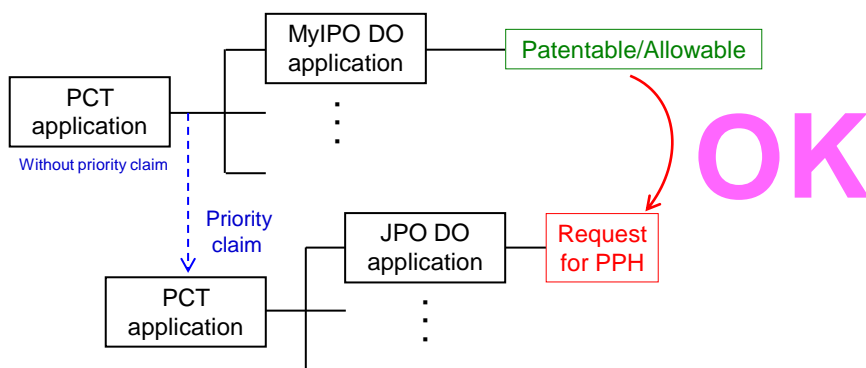 MyIPO DO
application
Patentable/Allowable
PCT
application
Without priority claim
OK
Priority
claim
JPO DO
application
Request
for PPH
PCT
application